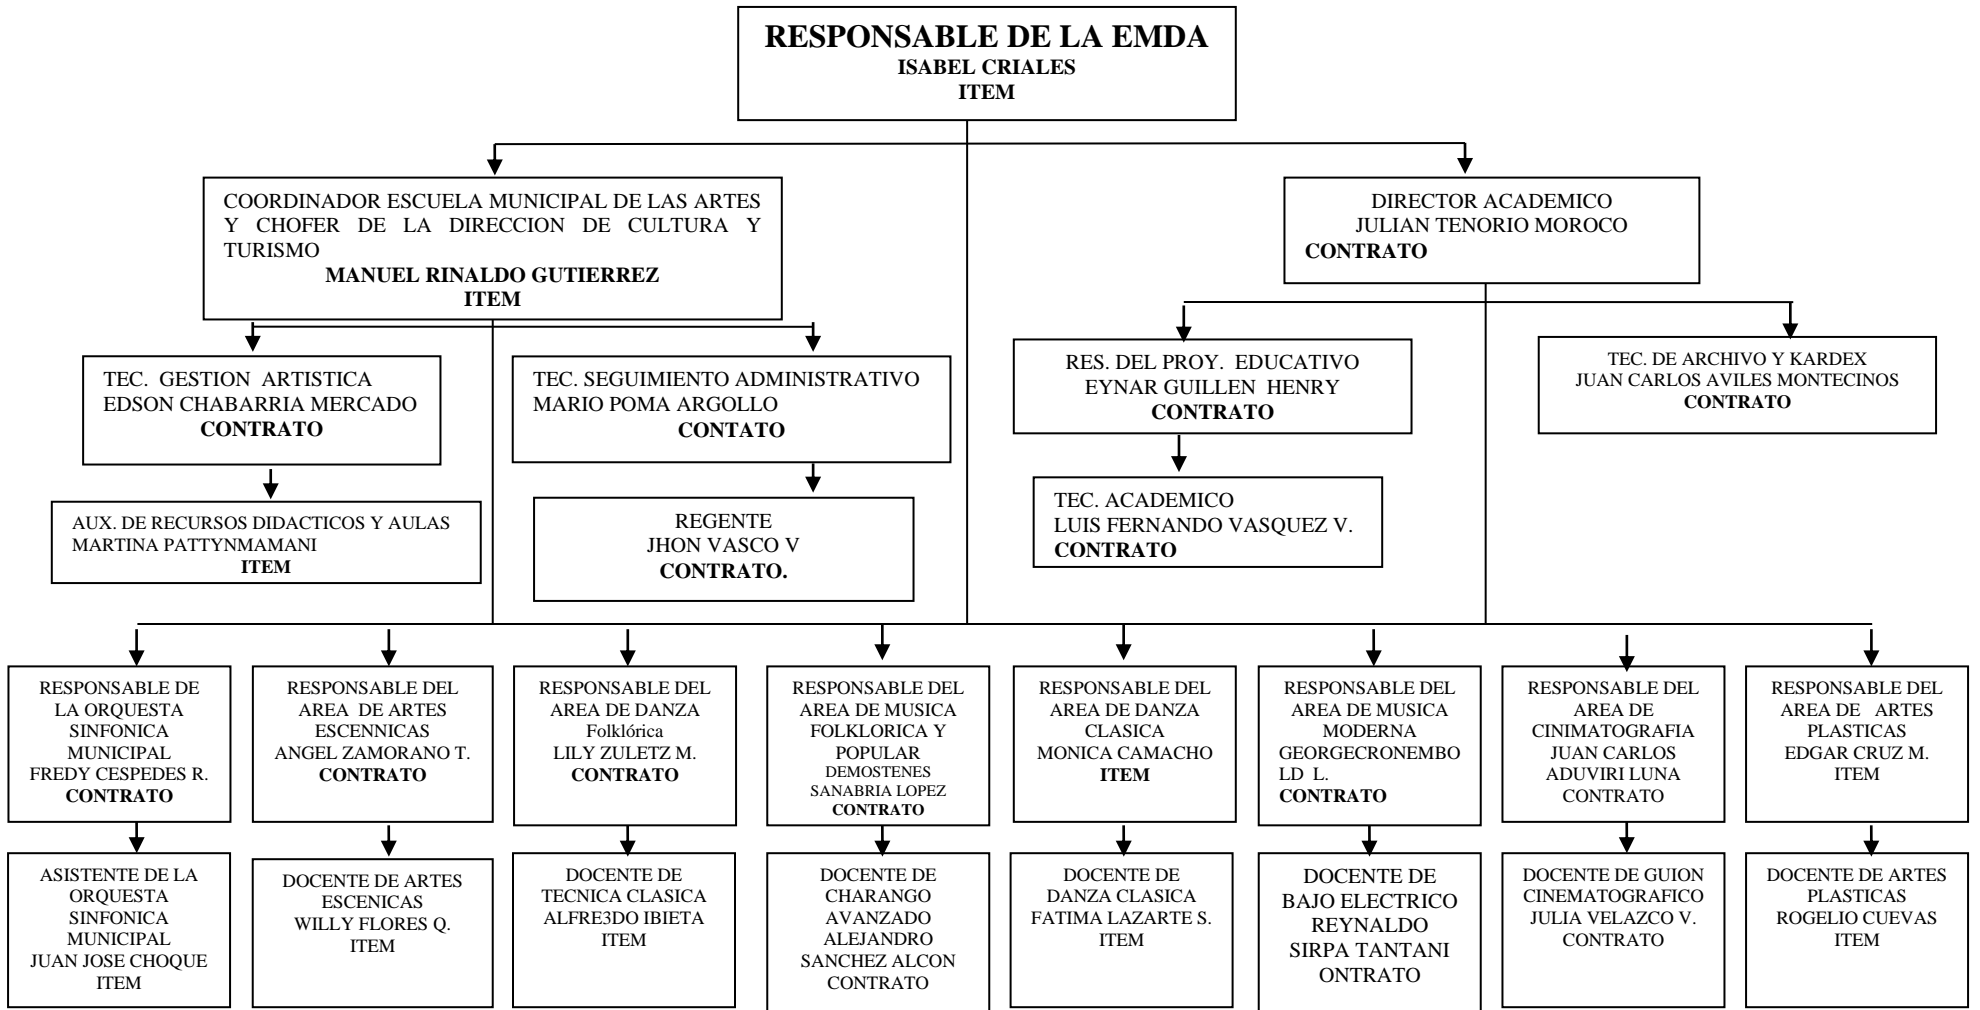 RESPONSABLE DE LA EMDA
ISABEL CRIALES
ITEM
COORDINADOR ESCUELA MUNICIPAL DE LAS ARTES
Y CHOFER DE LA DIRECCION DE CULTURA Y
TURISMO
MANUEL RINALDO GUTIERREZ
ITEM
DIRECTOR ACADEMICO
JULIAN TENORIO MOROCO
CONTRATO
TEC. GESTION ARTISTICA
EDSON CHABARRIA MERCADO
CONTRATO
TEC. SEGUIMIENTO ADMINISTRATIVO
MARIO POMA ARGOLLO
CONTATO
RES. DEL PROY. EDUCATIVO
EYNAR GUILLEN HENRY
CONTRATO
TEC. DE ARCHIVO Y KARDEX
JUAN CARLOS AVILES MONTECINOS
CONTRATO
AUX. DE RECURSOS DIDACTICOS Y AULAS
MARTINA PATTYNMAMANI
ITEM
REGENTE
JHON VASCO V
CONTRATO.
TEC. ACADEMICO
LUIS FERNANDO VASQUEZ V.
CONTRATO
RESPONSABLE DE
LA ORQUESTA
SINFONICA
MUNICIPAL
FREDY CESPEDES R.
CONTRATO
RESPONSABLE DEL
AREA DE ARTES
ESCENNICAS
ANGEL ZAMORANO T.
CONTRATO
RESPONSABLE DEL
AREA DE DANZA
Folklórica
LILY ZULETZ M.
CONTRATO
RESPONSABLE DEL
AREA DE MUSICA
FOLKLORICA Y
POPULAR
DEMOSTENES
SANABRIA LOPEZ
CONTRATO
RESPONSABLE DEL
AREA DE DANZA
CLASICA
MONICA CAMACHO
ITEM
RESPONSABLE DEL
AREA DE MUSICA
MODERNA
GEORGECRONEMBO
LD L.
CONTRATO
RESPONSABLE DEL
AREA DE
CINIMATOGRAFIA
JUAN CARLOS
ADUVIRI LUNA
CONTRATO
RESPONSABLE DEL
AREA DE ARTES
PLASTICAS
EDGAR CRUZ M.
ITEM
ASISTENTE DE LA
ORQUESTA
SINFONICA
MUNICIPAL
JUAN JOSE CHOQUE
ITEM
DOCENTE DE ARTES
ESCENICAS
WILLY FLORES Q.
ITEM
DOCENTE DE
TECNICA CLASICA
ALFRE3DO IBIETA
ITEM
DOCENTE DE
CHARANGO
AVANZADO
ALEJANDRO
SANCHEZ ALCON
CONTRATO
DOCENTE DE
DANZA CLASICA
FATIMA LAZARTE S.
ITEM
DOCENTE DE
BAJO ELECTRICO
REYNALDO
SIRPA TANTANI
ONTRATO
DOCENTE DE GUION
CINEMATOGRAFICO
JULIA VELAZCO V.
CONTRATO
DOCENTE DE ARTES
PLASTICAS
ROGELIO CUEVAS
ITEM